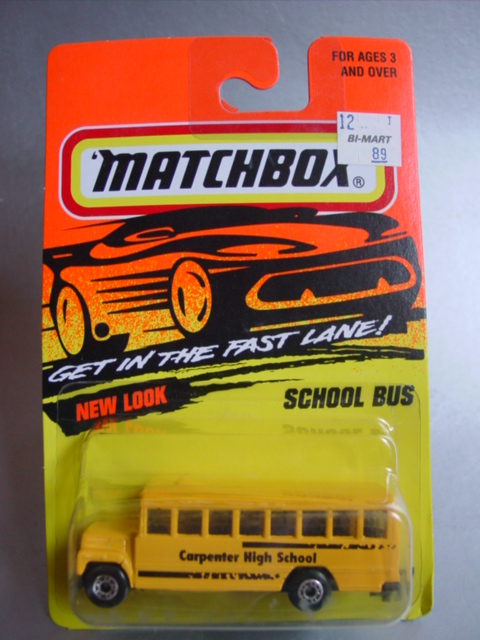 FOR AGES 3
AND OVER
12
BI-MART
89
MATCHBOX®
GET IN THE FAST LANE!
NEW LOOK
SCHOOL BUS
Carpenter High School